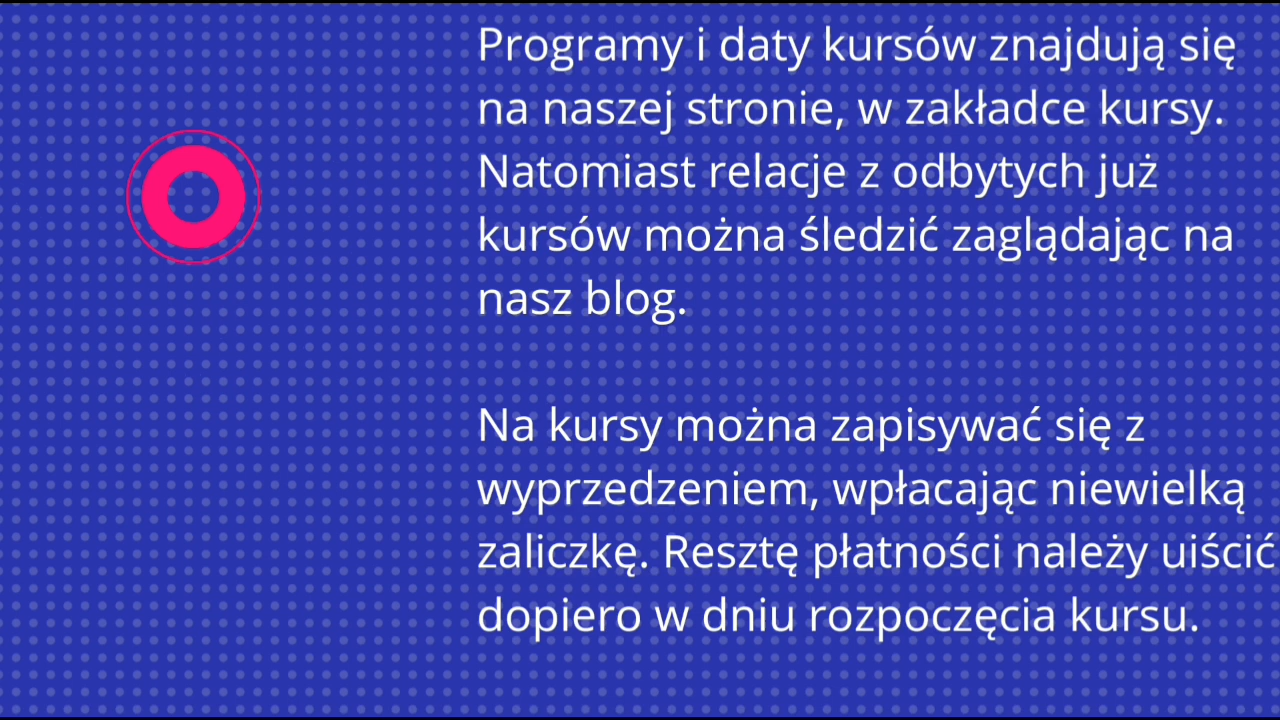 Programy i daty kursów znajdują się
na naszej stronie, w zakładce kursy.
Natomiast relacje z odbytych już
kursów można śledzić zaglądając na
nasz blog.
Na kursy można zapisywać się z
wyprzedzeniem, wpłacając niewielką
zaliczkę. Resztę płatności należy uiścić
dopiero w dniu rozpoczęcia kursu.